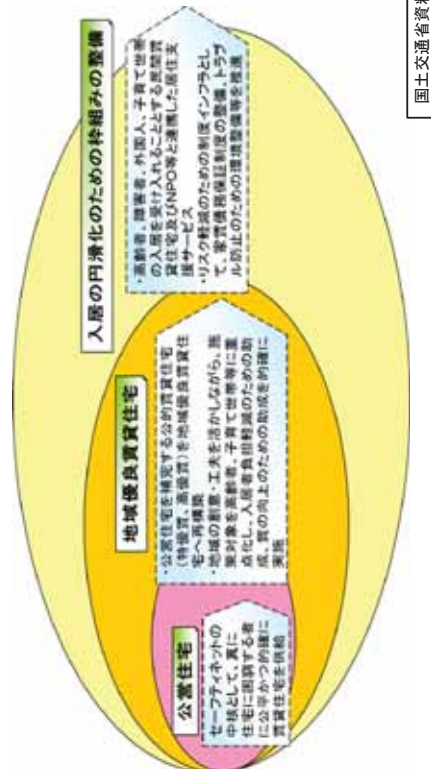 公営住宅
セーフティネットの
中核として、真に
住宅に困窮する者
に公平かつ的確に
賃貸住宅を供給
地域優良賃貸住宅
・公営住宅を補完する公的賃貸住宅
(特優賃、高優賃)を地域優良賃貸住
宅へ再構築
・地域の創意・工夫を活かしながら、施
策対象を高齢者、子育て世帯等に重
点化し、入居者負担軽減のための助
成、質の向上のための助成を的確に
実施
入居の円滑化のための枠組みの整備
・高齢者、障害者、外国人、子育て世帯
の入居を受け入れることとする民間賃
貸住宅及びNPO等と連携した居住支
援サービス
・リスク軽減のための制度インフラとし
て、家賃債務保証制度の整備、トラブ
ル防止のための環境整備等を推進
国土交通省資料